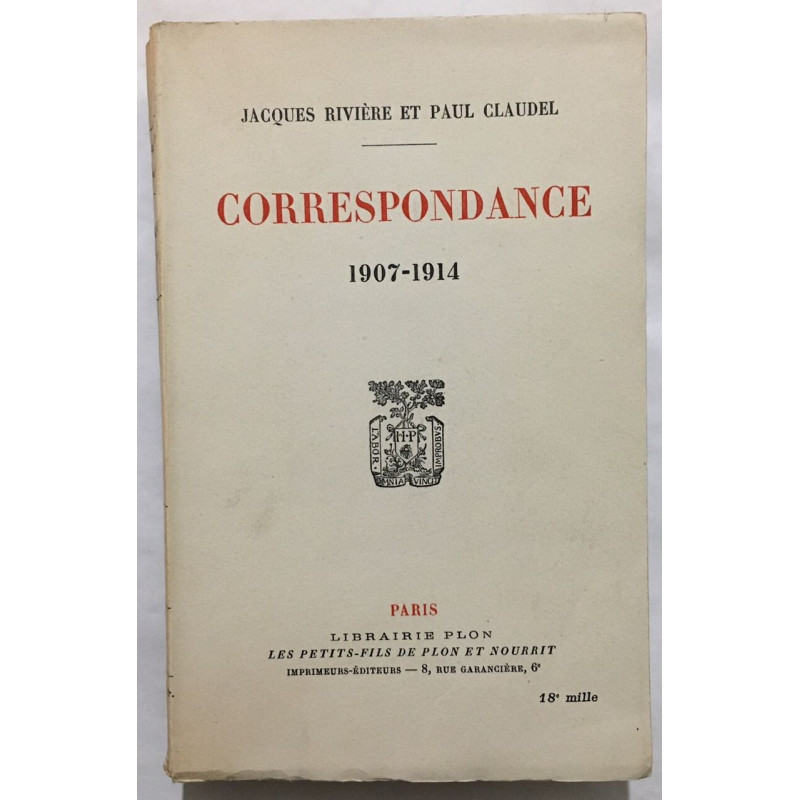 JACQUES RIVIÈRE ET PAUL CLAUDEL
CORRESPONDANCE
1907-1914
H·P
LABOR
IMPROBVS
OMNIA VINCIT
PARIS
LIBRAIRIE PLON
LES PETITS-FILS DE PLON ET NOURRIT
IMPRIMEURS-ÉDITEURS — 8, RUE GARANCIÈRE, 6e
18e mille